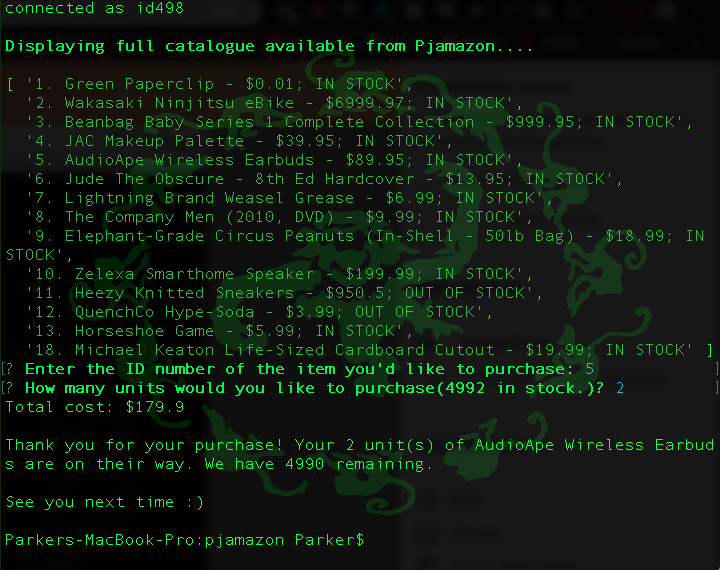 connected as id498
Displaying full catalogue available from Pjamazon....
[ '1. Green Paperclip - $0.01; IN STOCK',
'2. Wakasaki Ninjitsu eBike - $6999.97; IN STOCK',
'3. Beanbag Baby Series 1 Complete Collection - $999.95; IN STOCK',
'4. JAC Makeup Palette - $39.95; IN STOCK',
'5. AudioApe Wireless Earbuds - $89.95; IN STOCK',
'6. Jude The Obscure - 8th Ed Hardcover - $13.95; IN STOCK',
'7. Lightning Brand Weasel Grease - $6.99; IN STOCK',
'8. The Company Men (2010, DVD) - $9.99; IN STOCK',
'9. Elephant-Grade Circus Peanuts (In-Shell - 50lb Bag) - $18.99; IN
STOCK',
'10. Zelexa Smarthome Speaker - $199.99; IN STOCK',
'11. Heezy Knitted Sneakers - $950.5; OUT OF STOCK',
'12. QuenchCo Hype-Soda - $3.99; OUT OF STOCK',
'13. Horseshoe Game - $5.99; IN STOCK',
'18. Michael Keaton Life-Sized Cardboard Cutout - $19.99; IN STOCK' ]
[? Enter the ID number of the item you'd like to purchase: 5 ]
[? How many units would you like to purchase(4992 in stock.)? 2 ]
Total cost: $179.9
Thank you for your purchase! Your 2 unit(s) of AudioApe Wireless Earbud
s are on their way. We have 4990 remaining.
See you next time :)
Parkers-MacBook-Pro:pjamazon Parker$